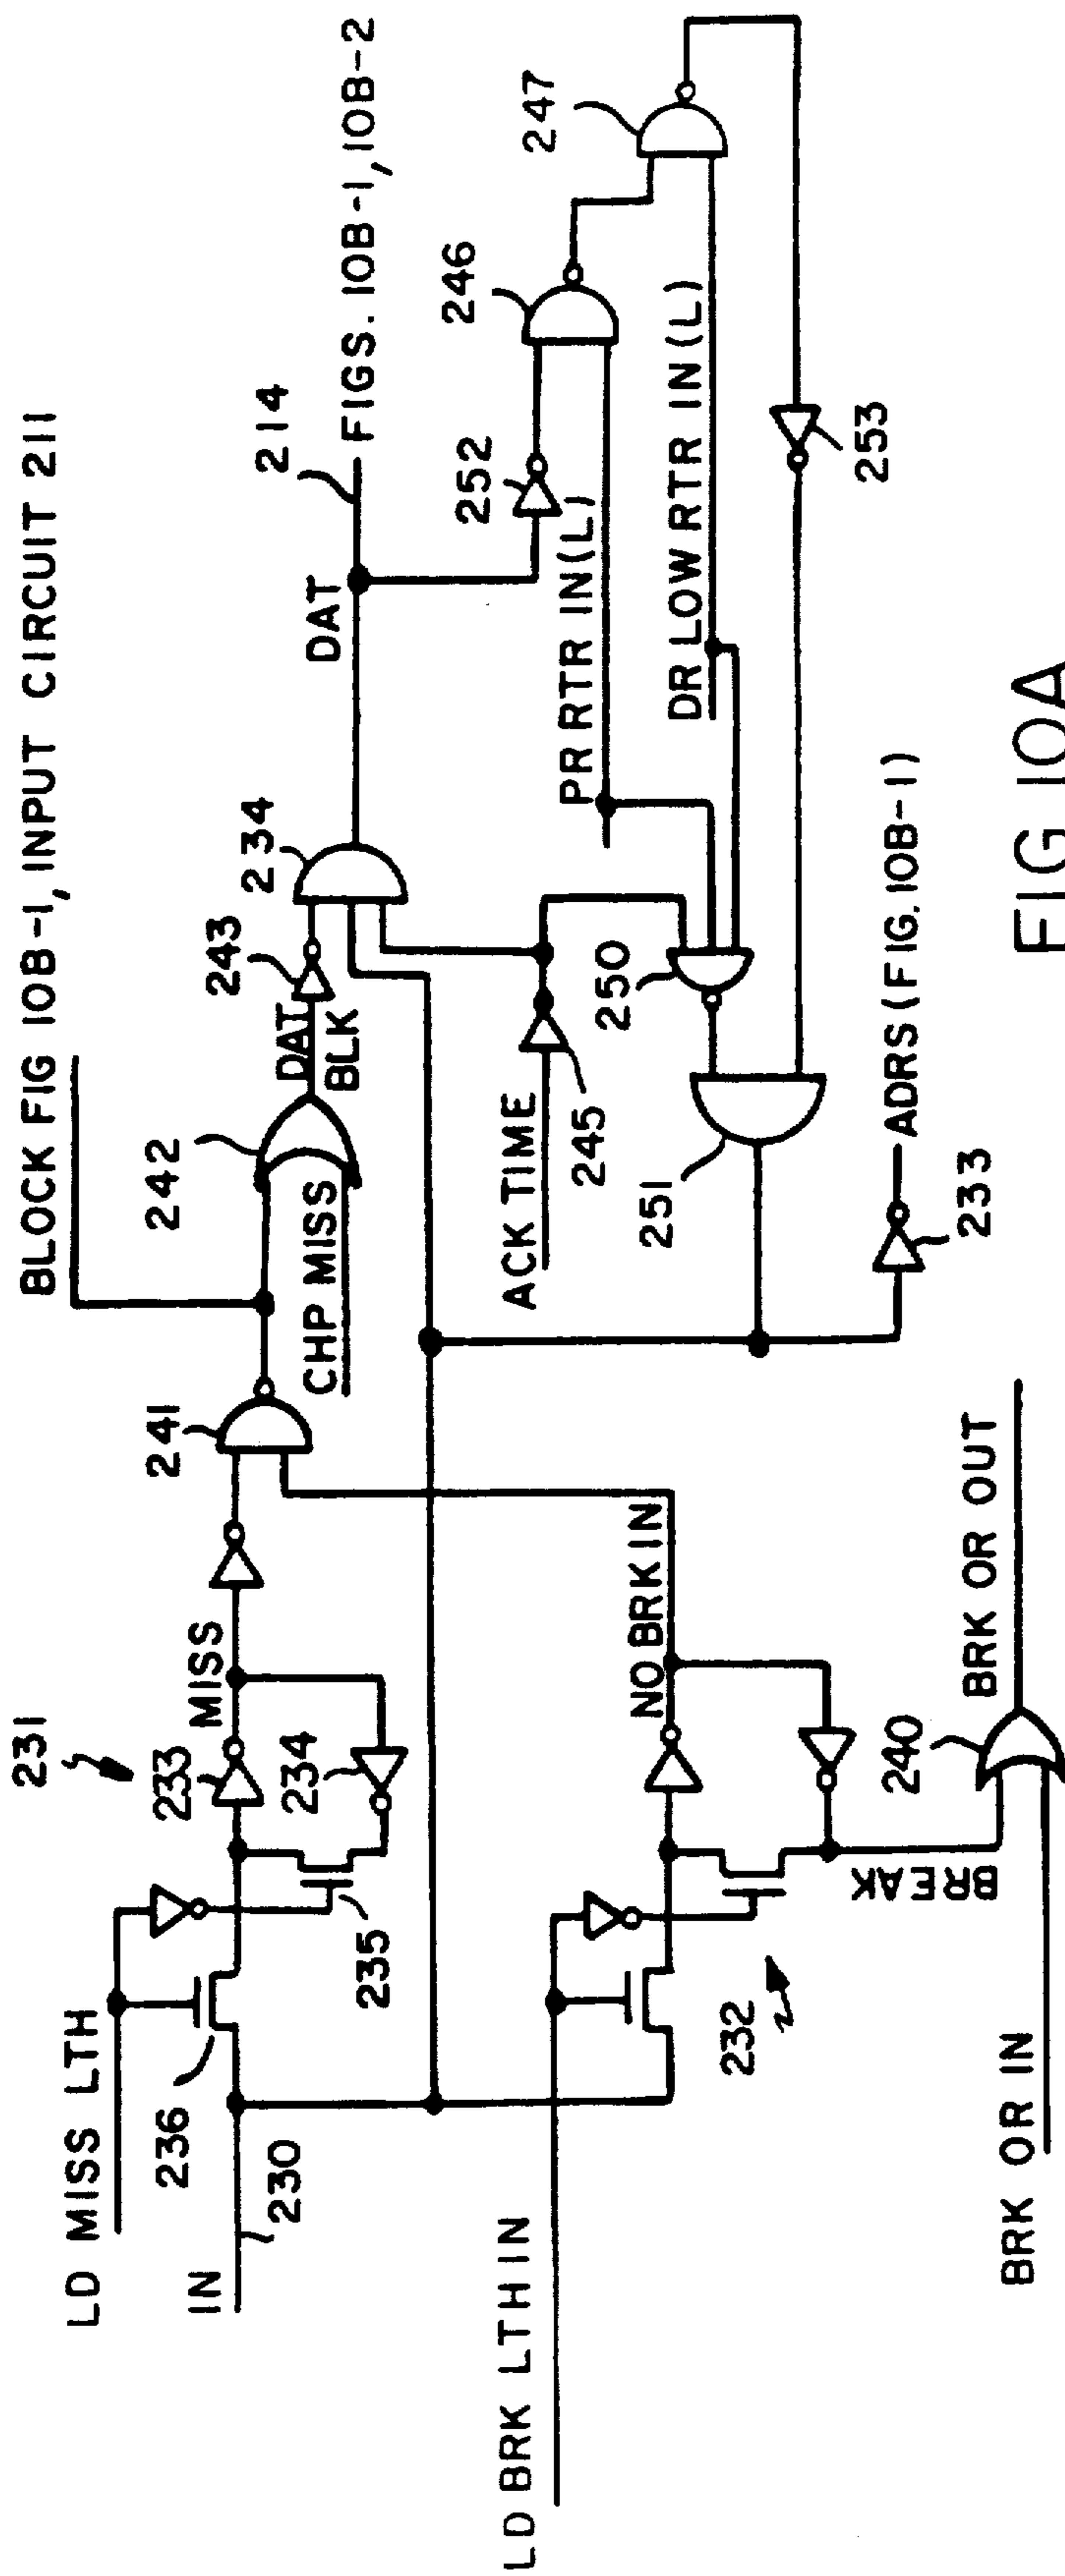 BLOCK FIG 10B-1, INPUT CIRCUIT 211
231
LD MISS LTH
236
IN
230
235
233
MISS
234
241
242
CHP MISS
DAT
BLK
243
234
DAT
214
FIGS. 10B-1, 10B-2
252
246
247
PR RTR IN (L)
DR LOW RTR IN (L)
253
ACK TIME
245
250
251
233
ADRS (FIG. 10B-1)
LD BRK LTH IN
232
NO BRK IN
BREAK
240
BRK OR IN
BRK OR OUT
FIG 10A